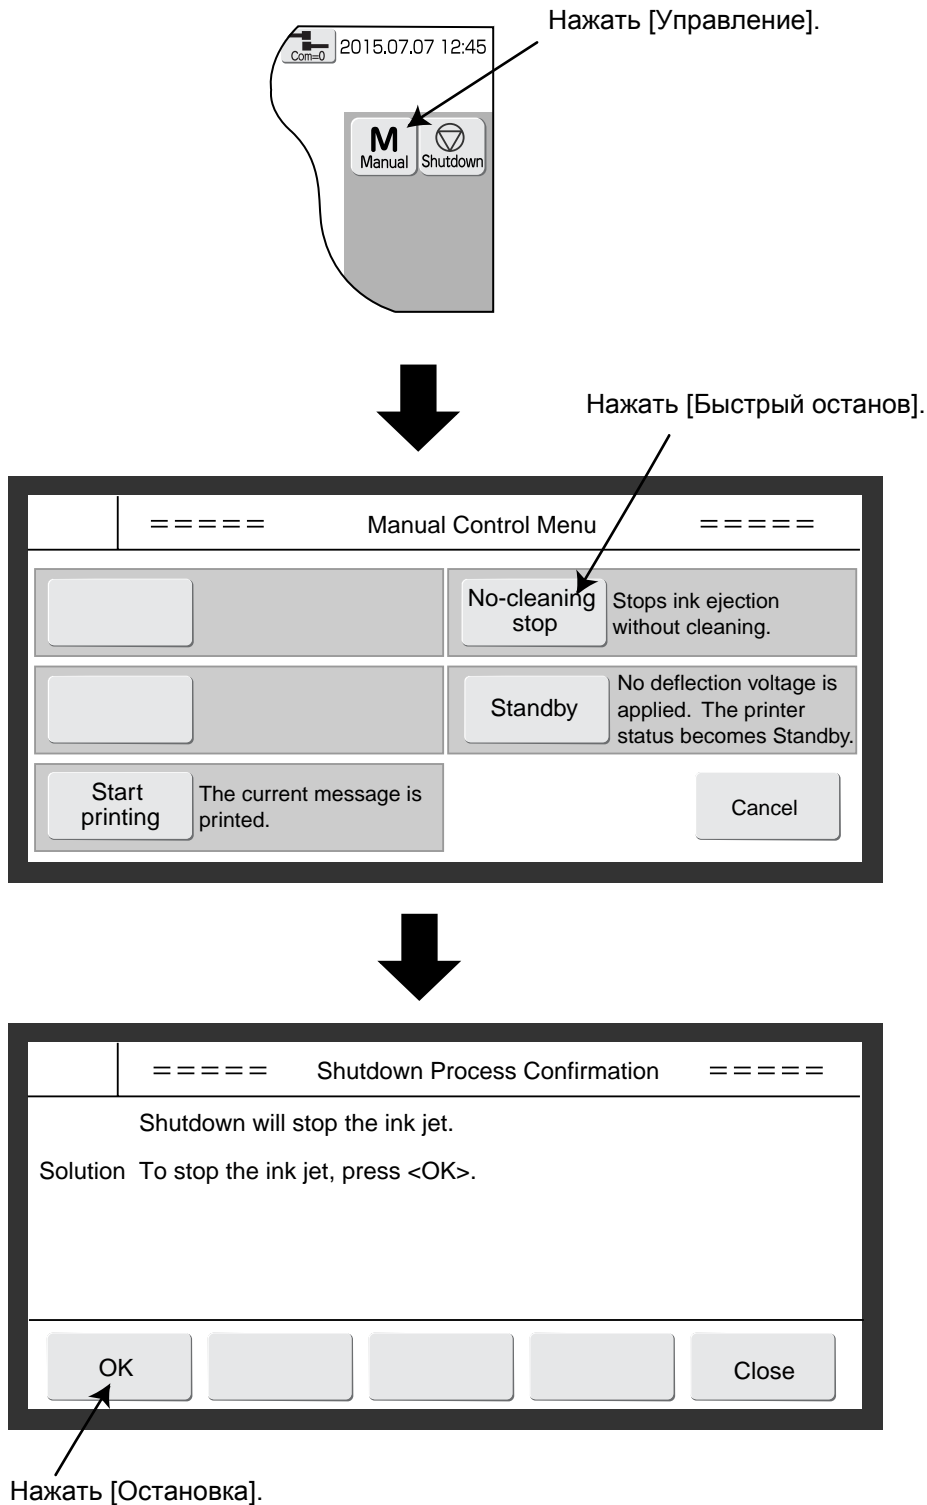 Нажать [Управление].
Com=0 2015.07.07 12:45
M
Manual Shutdown
Нажать [Быстрый останов].
===== Manual Control Menu =====
No-cleaning
stop
Stops ink ejection
without cleaning.
Standby
No deflection voltage is
applied. The printer
status becomes Standby.
Start
printing
The current message is
printed.
Cancel
===== Shutdown Process Confirmation =====
Shutdown will stop the ink jet.
Solution To stop the ink jet, press <OK>.
OK Close
Нажать [Остановка].